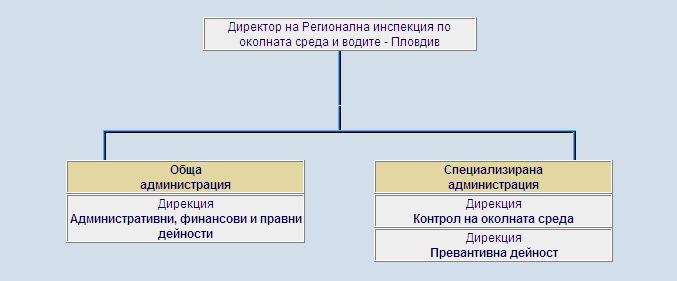 Директор на Регионална инспекция по
околната среда и водите - Пловдив
Обща
администрация
Дирекция
Административни, финансови и правни
дейности
Специализирана
администрация
Дирекция
Контрол на околната среда
Дирекция
Превантивна дейност